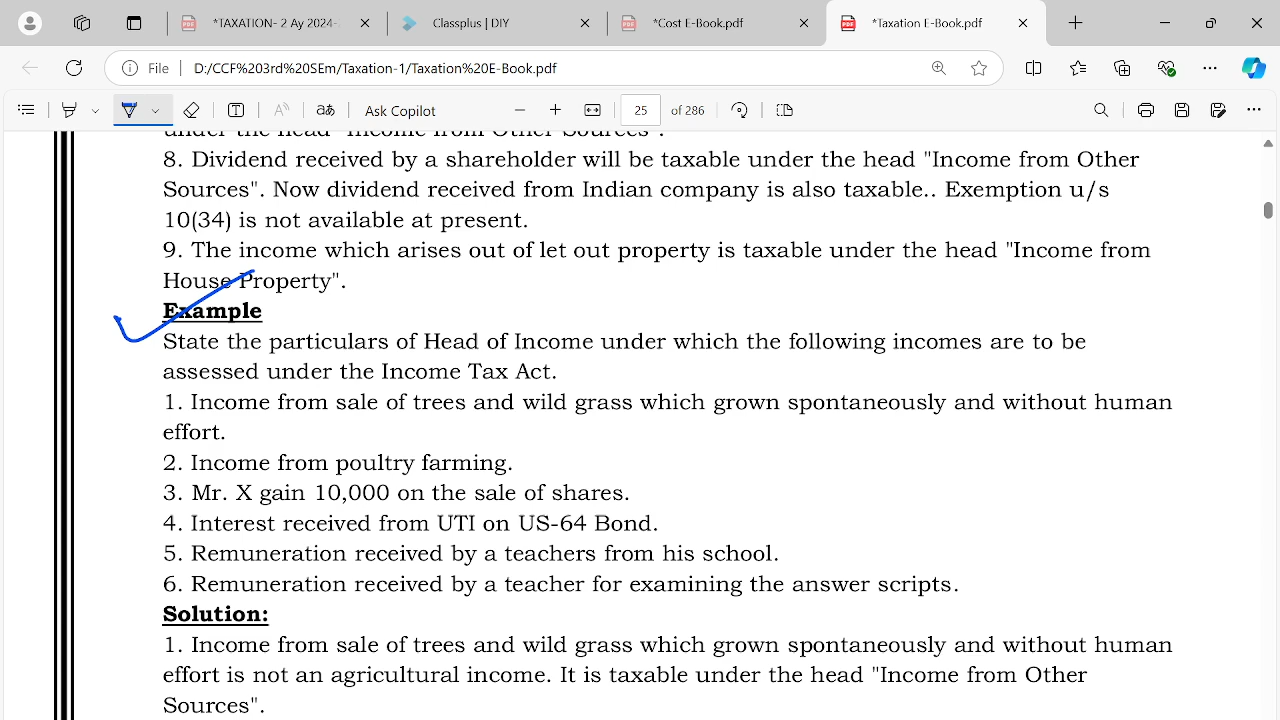 *TAXATION- 2 Ay 2024-
Classplus | DIY
*Cost E-Book.pdf
*Taxation E-Book.pdf
File
D:/CCF%203rd%20SEm/Taxation-1/Taxation%20E-Book.pdf
Ask Copilot
25
of 286
under the head "Income from Other Sources".
8. Dividend received by a shareholder will be taxable under the head "Income from Other
Sources". Now dividend received from Indian company is also taxable.. Exemption u/s
10(34) is not available at present.
9. The income which arises out of let out property is taxable under the head "Income from
House Property".
Example
State the particulars of Head of Income under which the following incomes are to be
assessed under the Income Tax Act.
1. Income from sale of trees and wild grass which grown spontaneously and without human
effort.
2. Income from poultry farming.
3. Mr. X gain 10,000 on the sale of shares.
4. Interest received from UTI on US-64 Bond.
5. Remuneration received by a teachers from his school.
6. Remuneration received by a teacher for examining the answer scripts.
Solution:
1. Income from sale of trees and wild grass which grown spontaneously and without human
effort is not an agricultural income. It is taxable under the head "Income from Other
Sources".